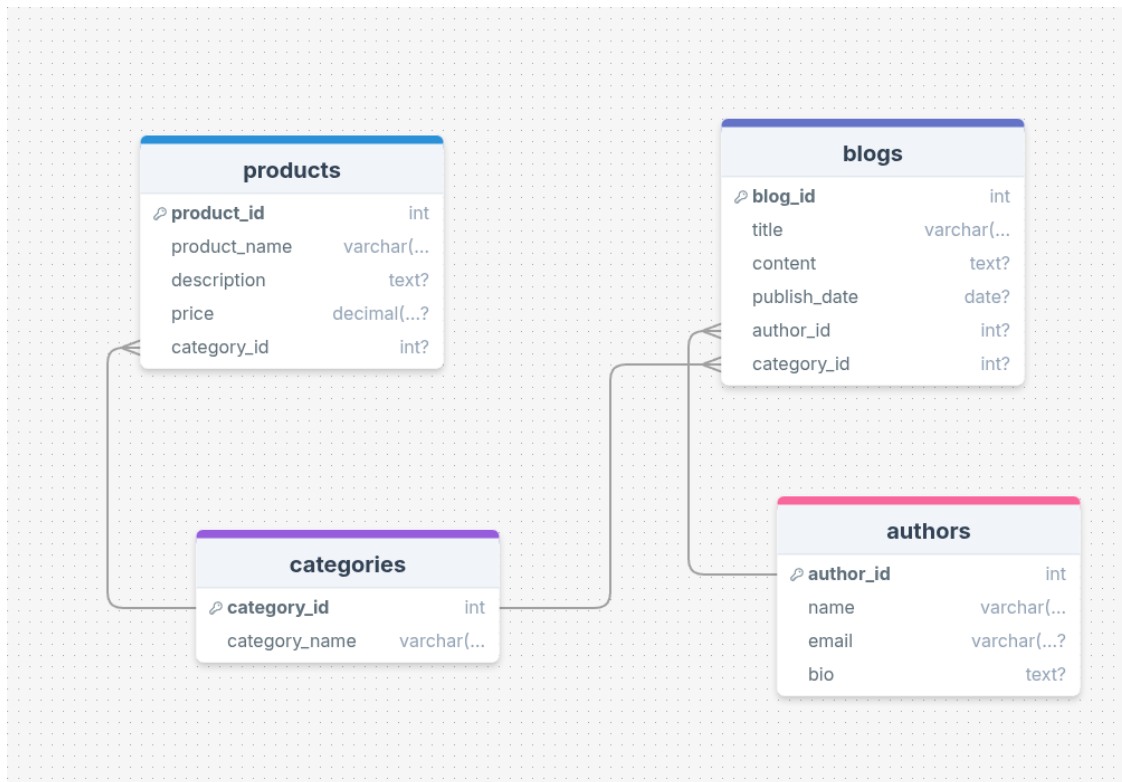 products
product_id int
product_name varchar(...
description text?
price decimal(...?
category_id int?
blogs
blog_id int
title varchar(...
content text?
publish_date date?
author_id int?
category_id int?
categories
category_id int
category_name varchar(...
authors
author_id int
name varchar(...
email varchar(...?
bio text?